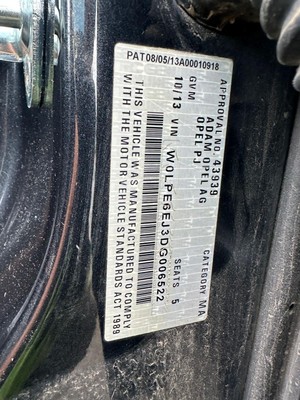 PAT08/05/13A00010918
APPROVAL 43939 CATEGORY MA
ADAM OPEL AG
OPEL PJ
GVM SEATS 5
10/13 VIN W0LPE6EJ3DG006522
THIS VEHICLE WAS MANUFACTURED TO COMPLY
WITH THE MOTOR VEHICLE STANDARDS ACT 1989